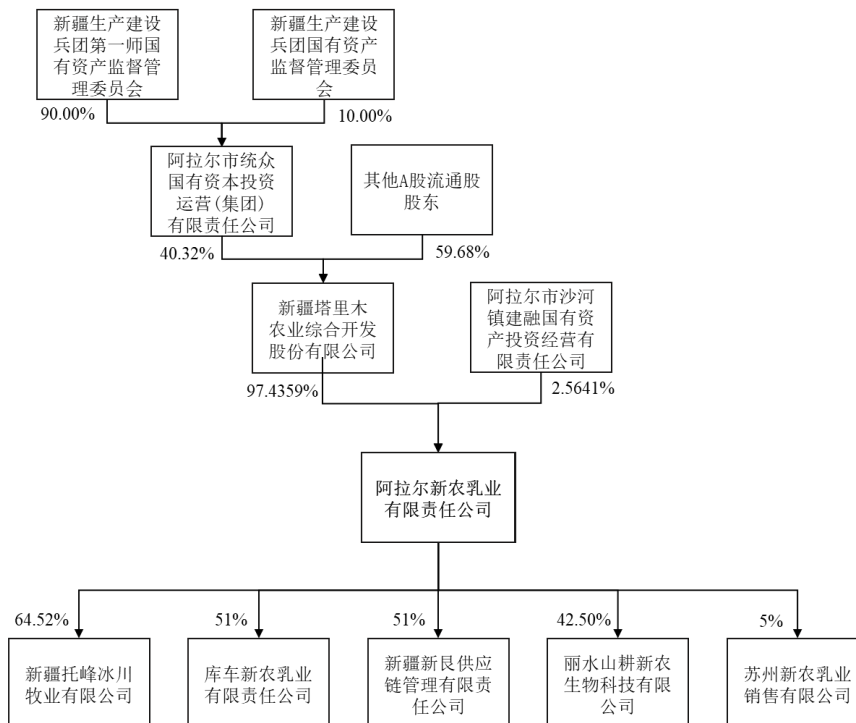 新疆生产建设
兵团第一师国
有资产监督管
理委员会
新疆生产建设
兵团国有资产
监督管理委员
会
90.00%
10.00%
阿拉尔市统众
国有资本投资
运营(集团)
有限责任公司
其他A股流通股
股东
40.32%
59.68%
新疆塔里木
农业综合开发
股份有限公司
阿拉尔市沙河
镇建融国有资
产投资经营有
限责任公司
97.4359%
2.5641%
阿拉尔新农乳业
有限责任公司
64.52%
51%
51%
42.50%
5%
新疆托峰冰川
牧业有限公司
库车新农乳业
有限责任公司
新疆新艮供应
链管理有限责
任公司
丽水山耕新农
生物科技有限
公司
苏州新农乳业
销售有限公司